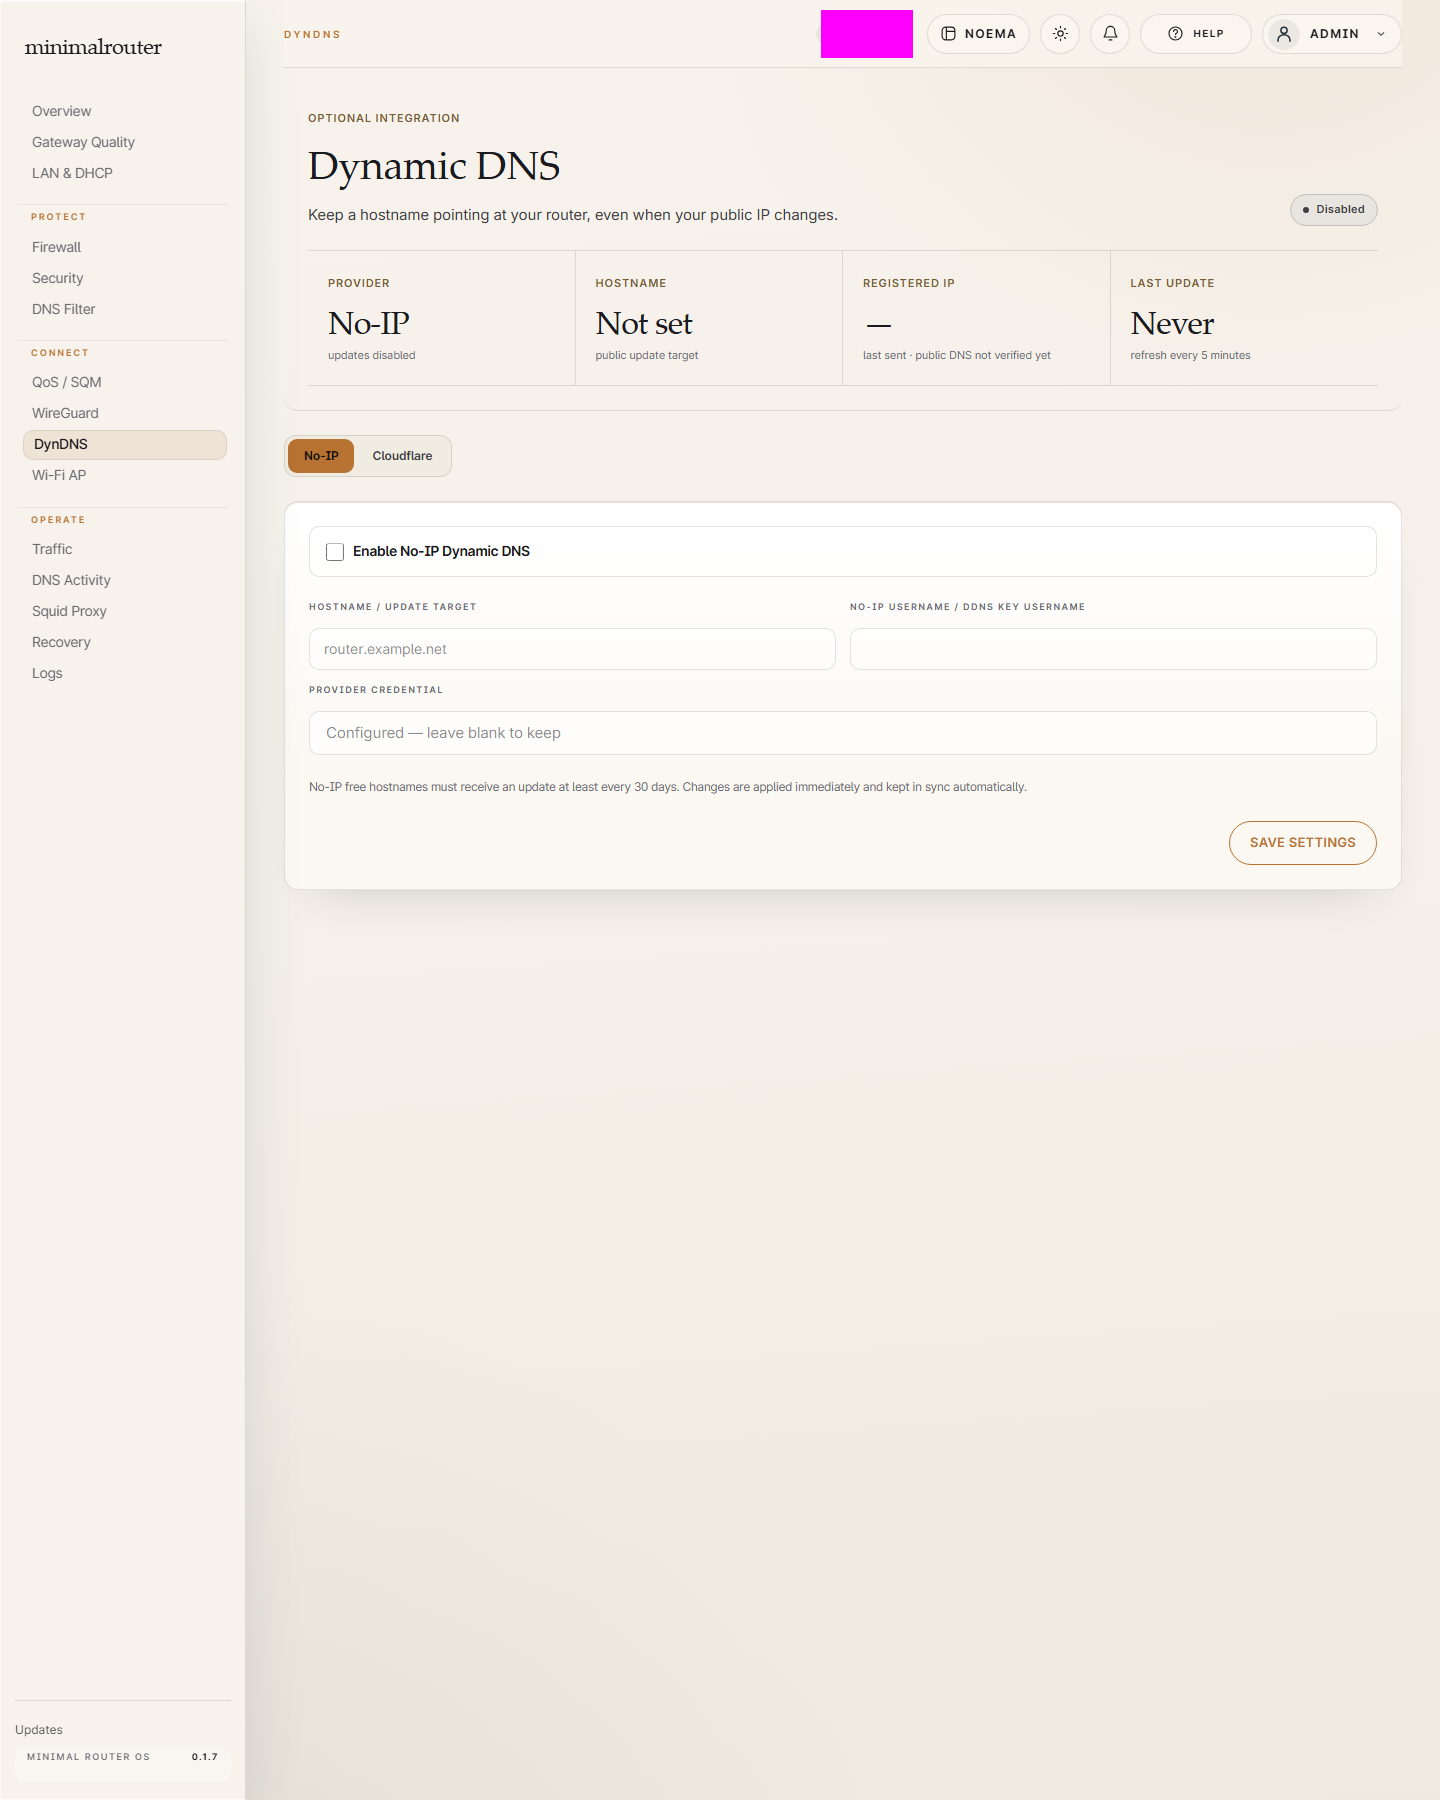 minimalrouter
Overview
Gateway Quality
LAN & DHCP
PROTECT
Firewall
Security
DNS Filter
CONNECT
QoS / SQM
WireGuard
DynDNS
Wi-Fi AP
OPERATE
Traffic
DNS Activity
Squid Proxy
Recovery
Logs
Updates
MINIMAL ROUTER OS 0.1.7
DYNDNS
NOEMA
HELP
ADMIN
OPTIONAL INTEGRATION
Dynamic DNS
Keep a hostname pointing at your router, even when your public IP changes.
Disabled
PROVIDER
No-IP
updates disabled
HOSTNAME
Not set
public update target
REGISTERED IP
—
last sent · public DNS not verified yet
LAST UPDATE
Never
refresh every 5 minutes
No-IP
Cloudflare
Enable No-IP Dynamic DNS
HOSTNAME / UPDATE TARGET
router.example.net
NO-IP USERNAME / DDNS KEY USERNAME
PROVIDER CREDENTIAL
Configured — leave blank to keep
No-IP free hostnames must receive an update at least every 30 days. Changes are applied immediately and kept in sync automatically.
SAVE SETTINGS